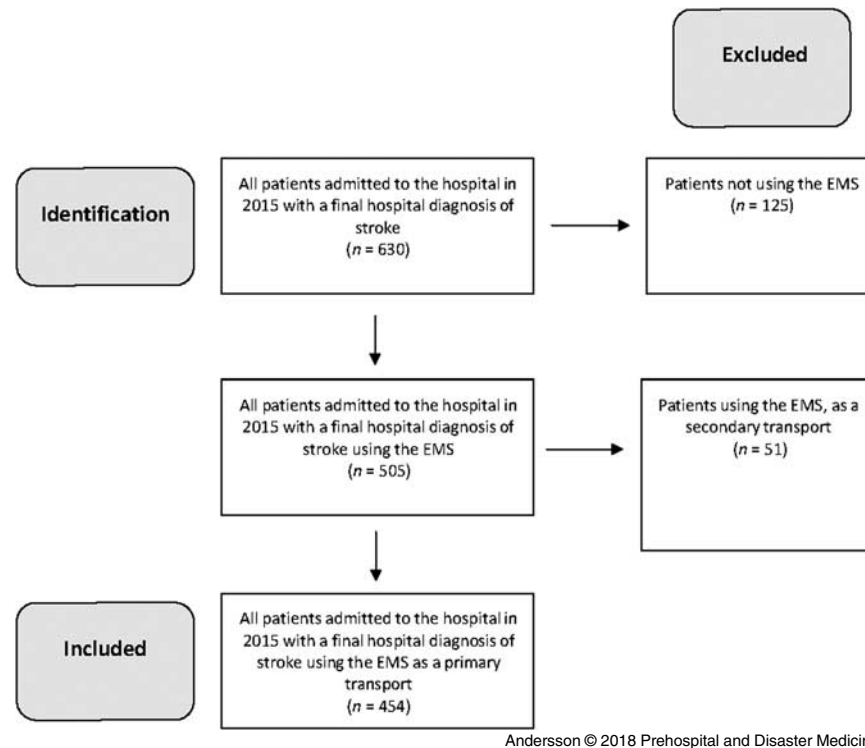 Excluded
Identification
All patients admitted to the hospital in
2015 with a final hospital diagnosis of
stroke
(n = 630)
Patients not using the EMS
(n = 125)
All patients admitted to the hospital in
2015 with a final hospital diagnosis of
stroke using the EMS
(n = 505)
Patients using the EMS, as a
secondary transport
(n = 51)
Included
All patients admitted to the hospital in
2015 with a final hospital diagnosis of
stroke using the EMS as a primary
transport
(n = 454)
Andersson © 2018 Prehospital and Disaster Medicin